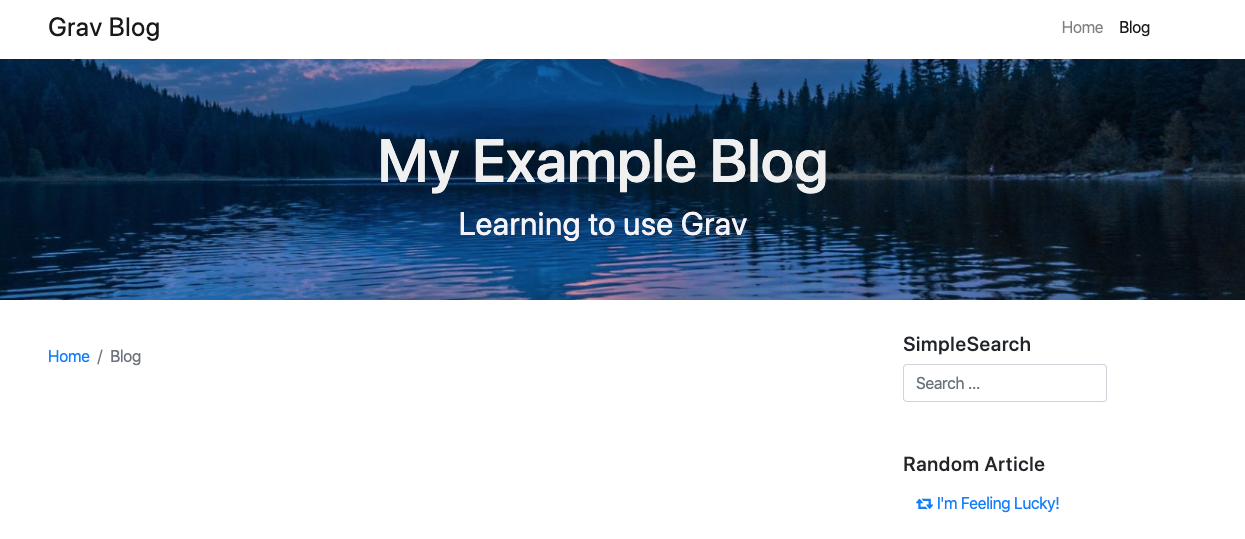 Grav Blog
Home Blog
My Example Blog
Learning to use Grav
Home / Blog
SimpleSearch
Search ...
Random Article
I'm Feeling Lucky!